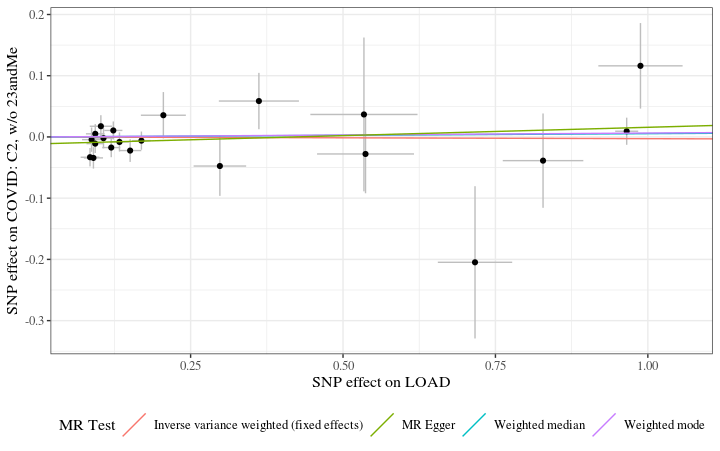 0.2
0.1
0.0
-0.1
-0.2
-0.3
SNP effect on COVID: C2, w/o 23andMe
0.25 0.50 0.75 1.00
SNP effect on LOAD
MR Test Inverse variance weighted (fixed effects) MR Egger Weighted median Weighted mode